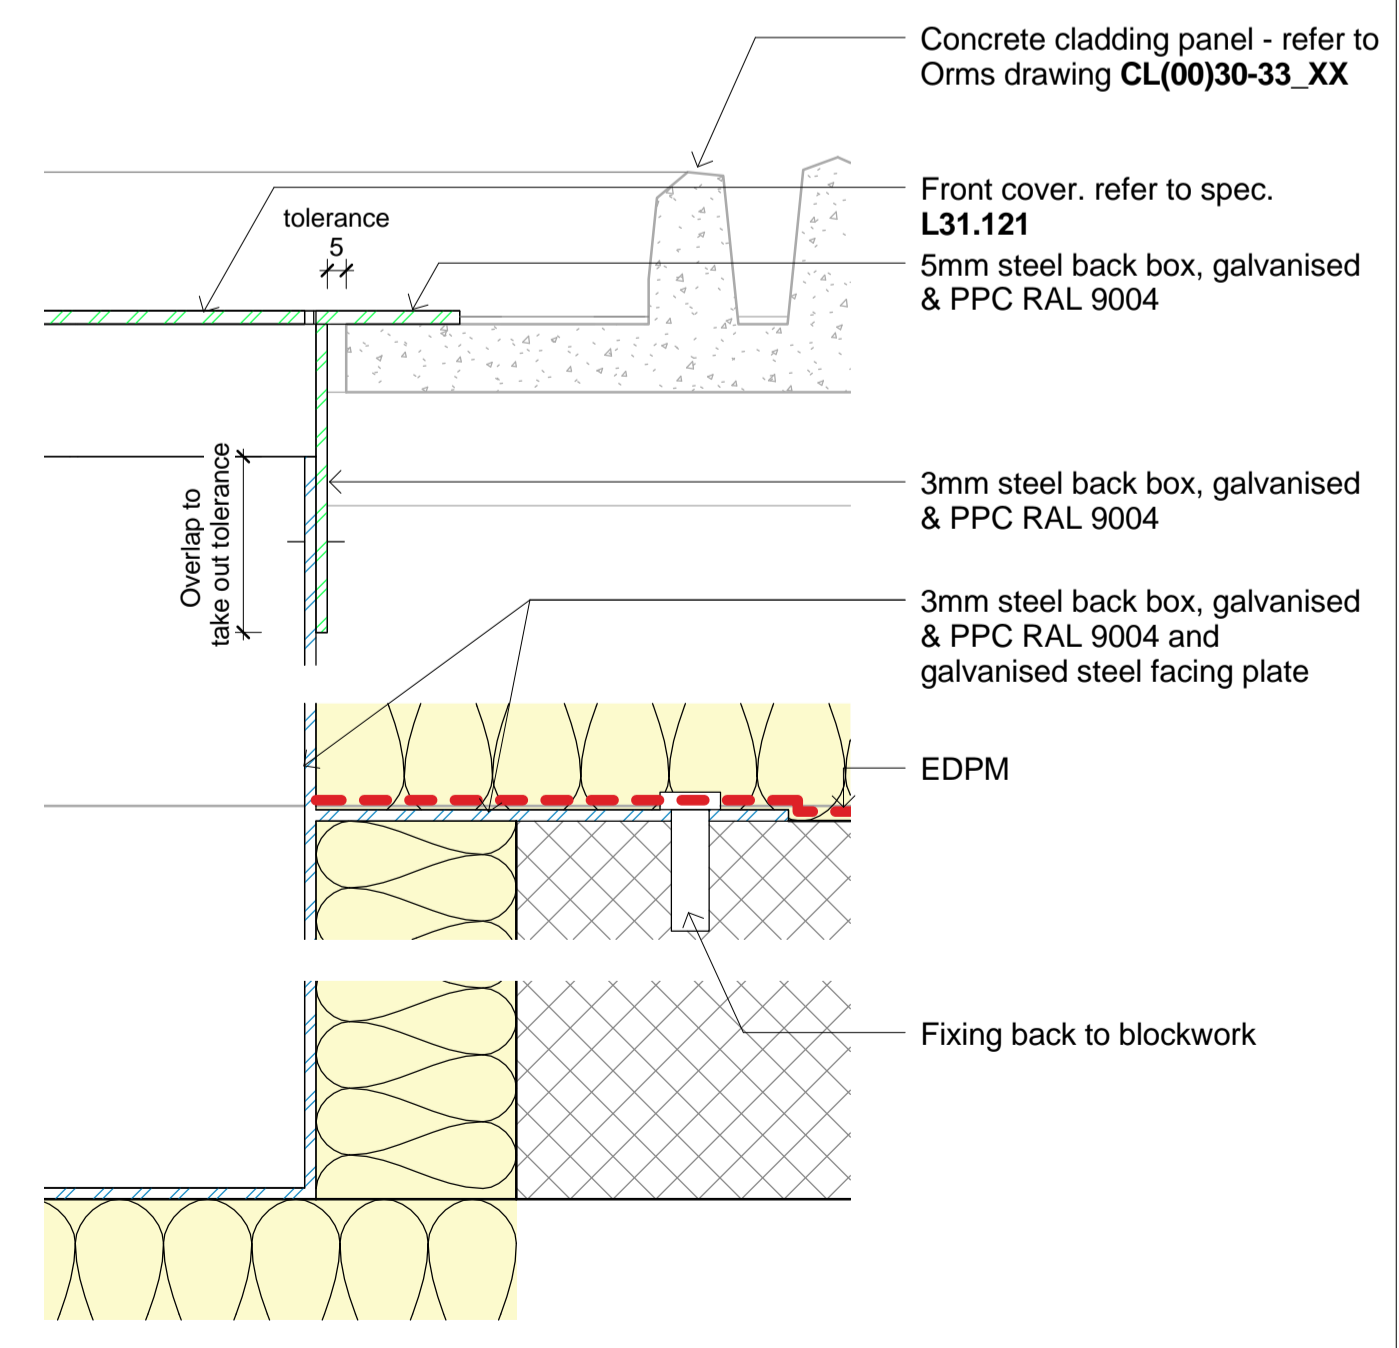 Concrete cladding panel - refer to
Orms drawing CL(00)30-33_XX
Front cover. refer to spec.
L31.121
tolerance
5
5mm steel back box, galvanised
& PPC RAL 9004
Overlap to
take out tolerance
3mm steel back box, galvanised
& PPC RAL 9004
3mm steel back box, galvanised
& PPC RAL 9004 and
galvanised steel facing plate
EDPM
Fixing back to blockwork